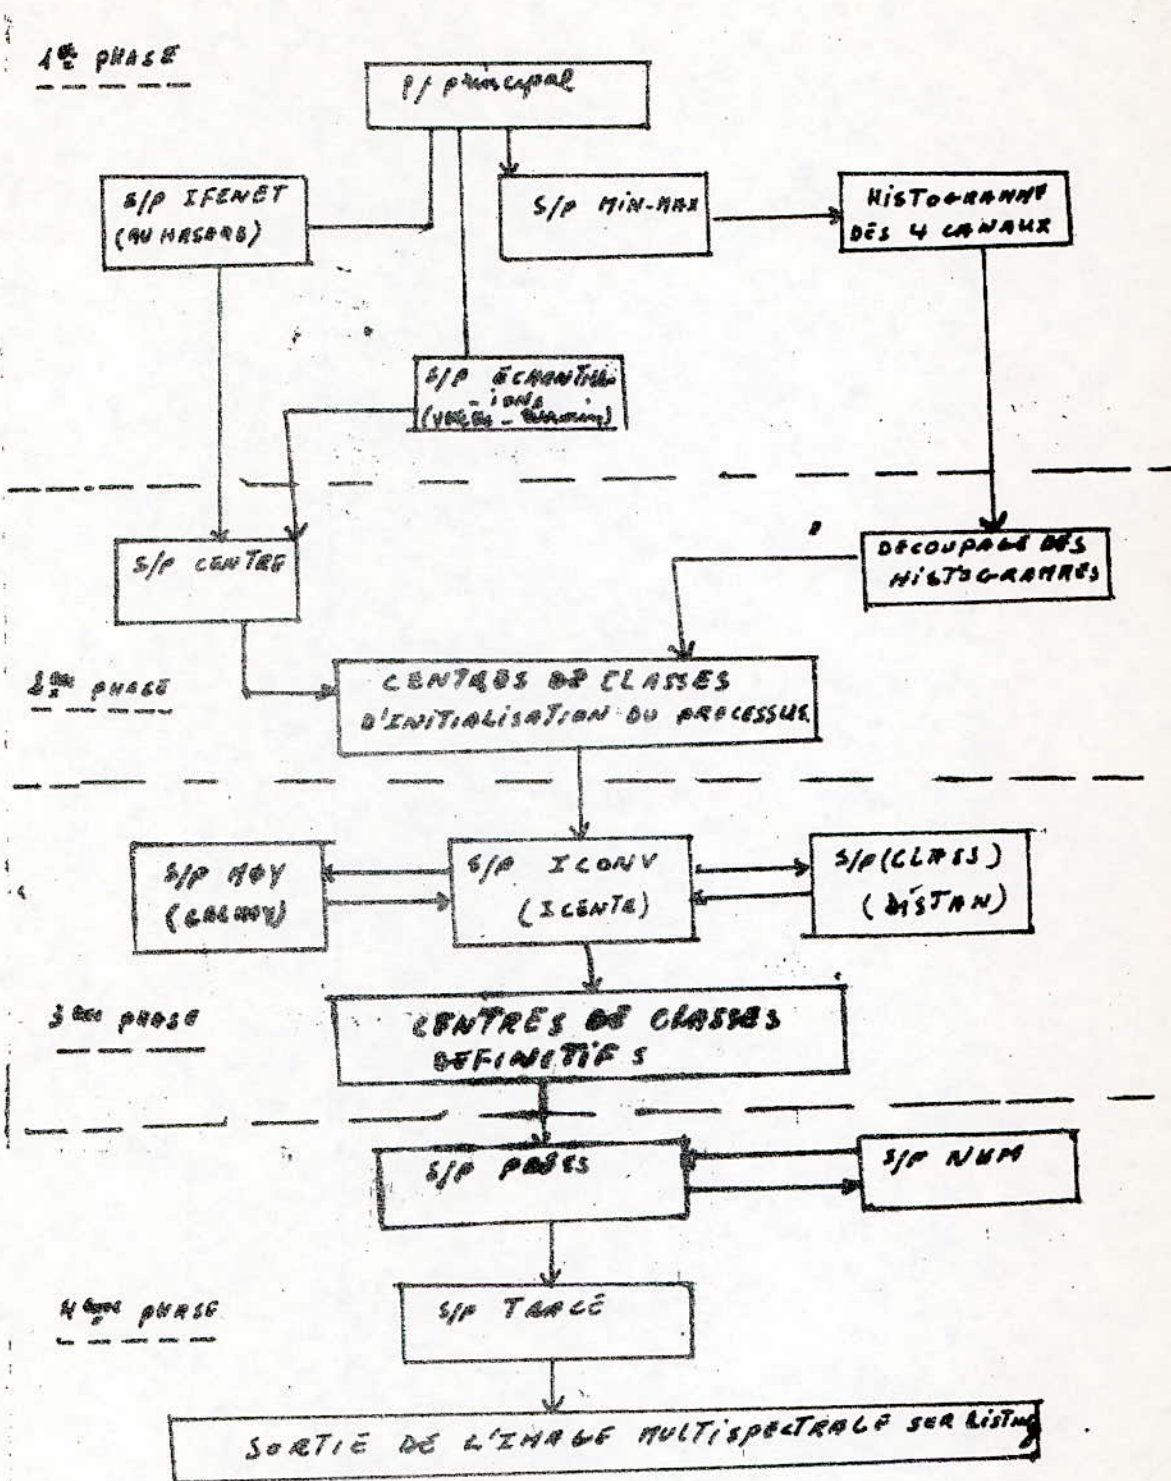 1ère PHASE
P/ principal
S/P IFENET
(AU HASARD)
S/P MIN-MAX
HISTOGRAMME
DES 4 CANAUX
S/P ECHANTILL
- ions
S/P CENTRE
DECOUPAGE DES
HISTOGRAMMES
2ème PHASE
CENTRES DE CLASSES
D'INITIALISATION DU PROCESSUS
S/P MOY
(CALMOY)
S/P ICONV
(ICENTR)
S/P (CLASS)
(DISTAN)
3ème PHASE
CENTRES DE CLASSES
DEFINITIFS
S/P
S/P NUM
4ème PHASE
S/P TRACÉ
SORTIE DE L'IMAGE MULTISPECTRALE SUR Listing